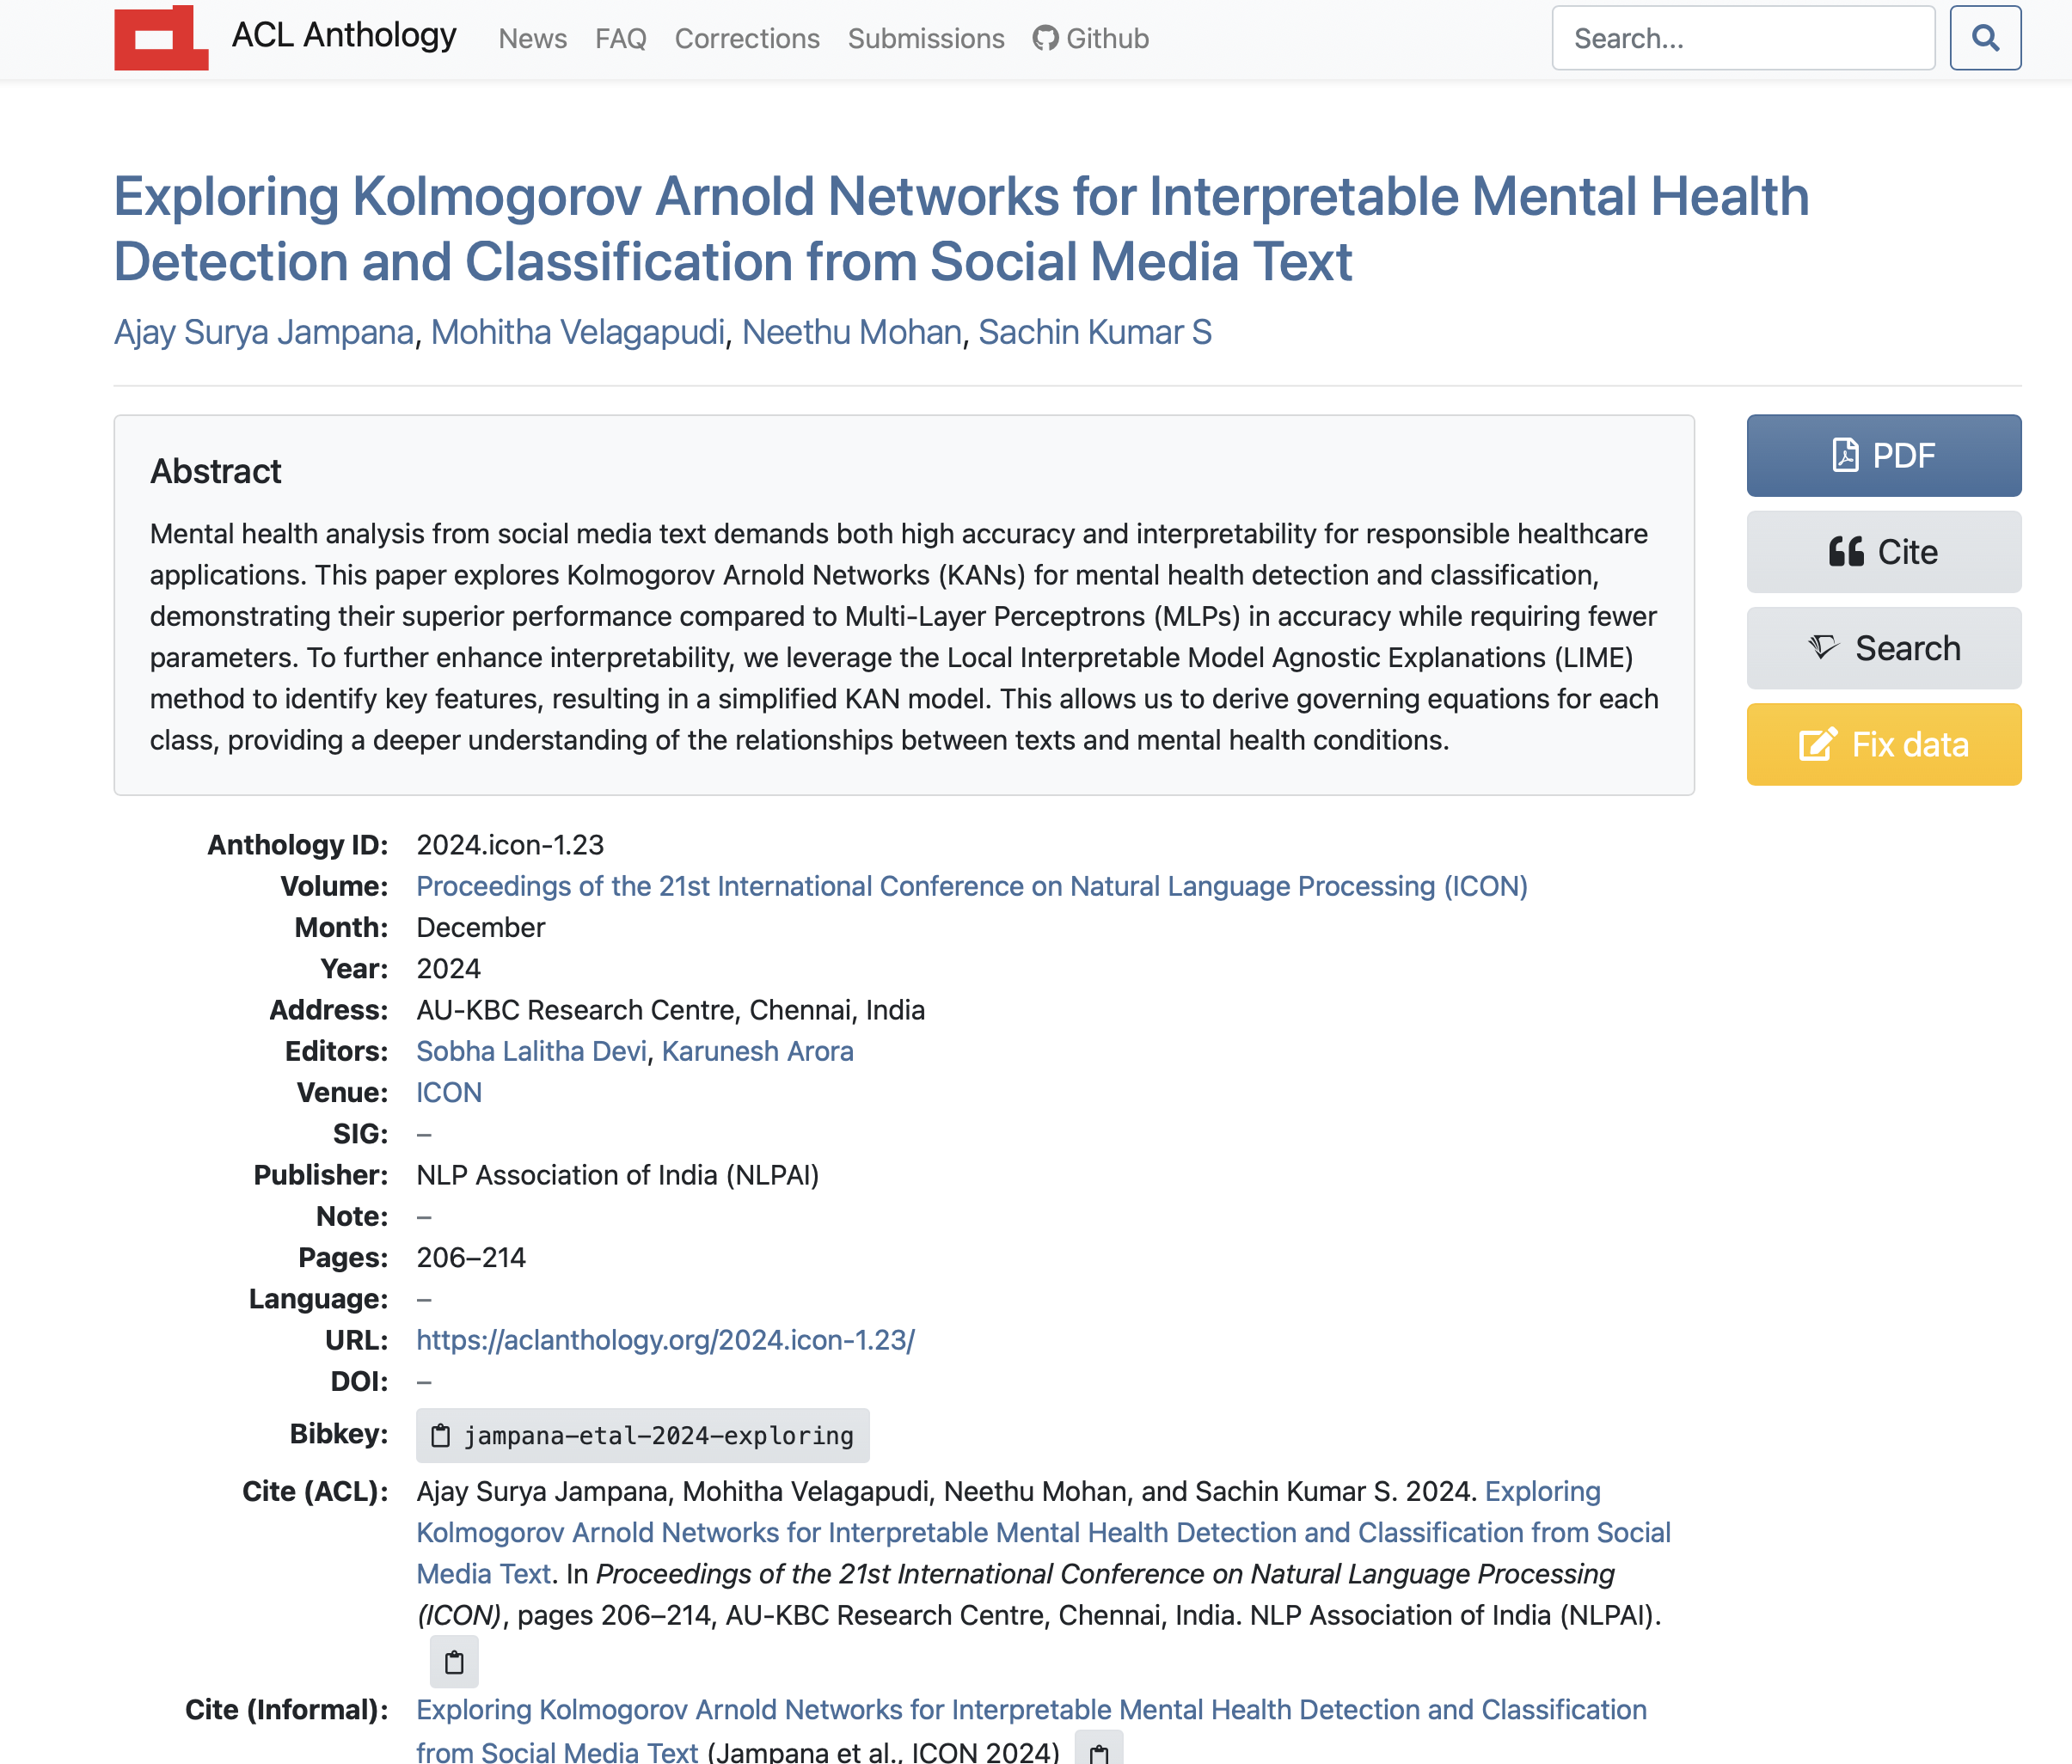 ACL Anthology News FAQ Corrections Submissions Github Search...
Exploring Kolmogorov Arnold Networks for Interpretable Mental Health
Detection and Classification from Social Media Text
Ajay Surya Jampana, Mohitha Velagapudi, Neethu Mohan, Sachin Kumar S
Abstract
Mental health analysis from social media text demands both high accuracy and interpretability for responsible healthcare
applications. This paper explores Kolmogorov Arnold Networks (KANs) for mental health detection and classification,
demonstrating their superior performance compared to Multi-Layer Perceptrons (MLPs) in accuracy while requiring fewer
parameters. To further enhance interpretability, we leverage the Local Interpretable Model Agnostic Explanations (LIME)
method to identify key features, resulting in a simplified KAN model. This allows us to derive governing equations for each
class, providing a deeper understanding of the relationships between texts and mental health conditions.
PDF
Cite
Search
Fix data
Anthology ID: 2024.icon-1.23
Volume: Proceedings of the 21st International Conference on Natural Language Processing (ICON)
Month: December
Year: 2024
Address: AU-KBC Research Centre, Chennai, India
Editors: Sobha Lalitha Devi, Karunesh Arora
Venue: ICON
SIG: –
Publisher: NLP Association of India (NLPAI)
Note: –
Pages: 206–214
Language: –
URL: https://aclanthology.org/2024.icon-1.23/
DOI: –
Bibkey: jampana-etal-2024-exploring
Cite (ACL): Ajay Surya Jampana, Mohitha Velagapudi, Neethu Mohan, and Sachin Kumar S. 2024. Exploring
Kolmogorov Arnold Networks for Interpretable Mental Health Detection and Classification from Social
Media Text. In Proceedings of the 21st International Conference on Natural Language Processing
(ICON), pages 206–214, AU-KBC Research Centre, Chennai, India. NLP Association of India (NLPAI).
Cite (Informal): Exploring Kolmogorov Arnold Networks for Interpretable Mental Health Detection and Classification
from Social Media Text (Jampana et al., ICON 2024)